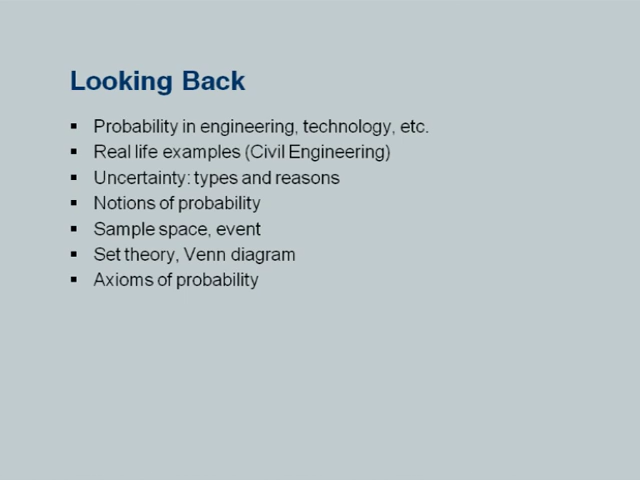 Looking Back
▪ Probability in engineering, technology, etc.
▪ Real life examples (Civil Engineering)
▪ Uncertainty: types and reasons
▪ Notions of probability
▪ Sample space, event
▪ Set theory, Venn diagram
▪ Axioms of probability